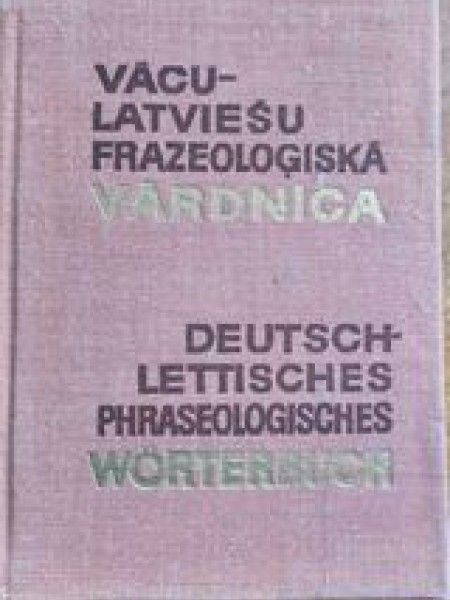 VĀCU-
LATVIEŠU
FRAZEOLOĢISKĀ
VĀRDNĪCA
DEUTSCH-
LETTISCHES
PHRASEOLOGISCHES
WÖRTERBUCH